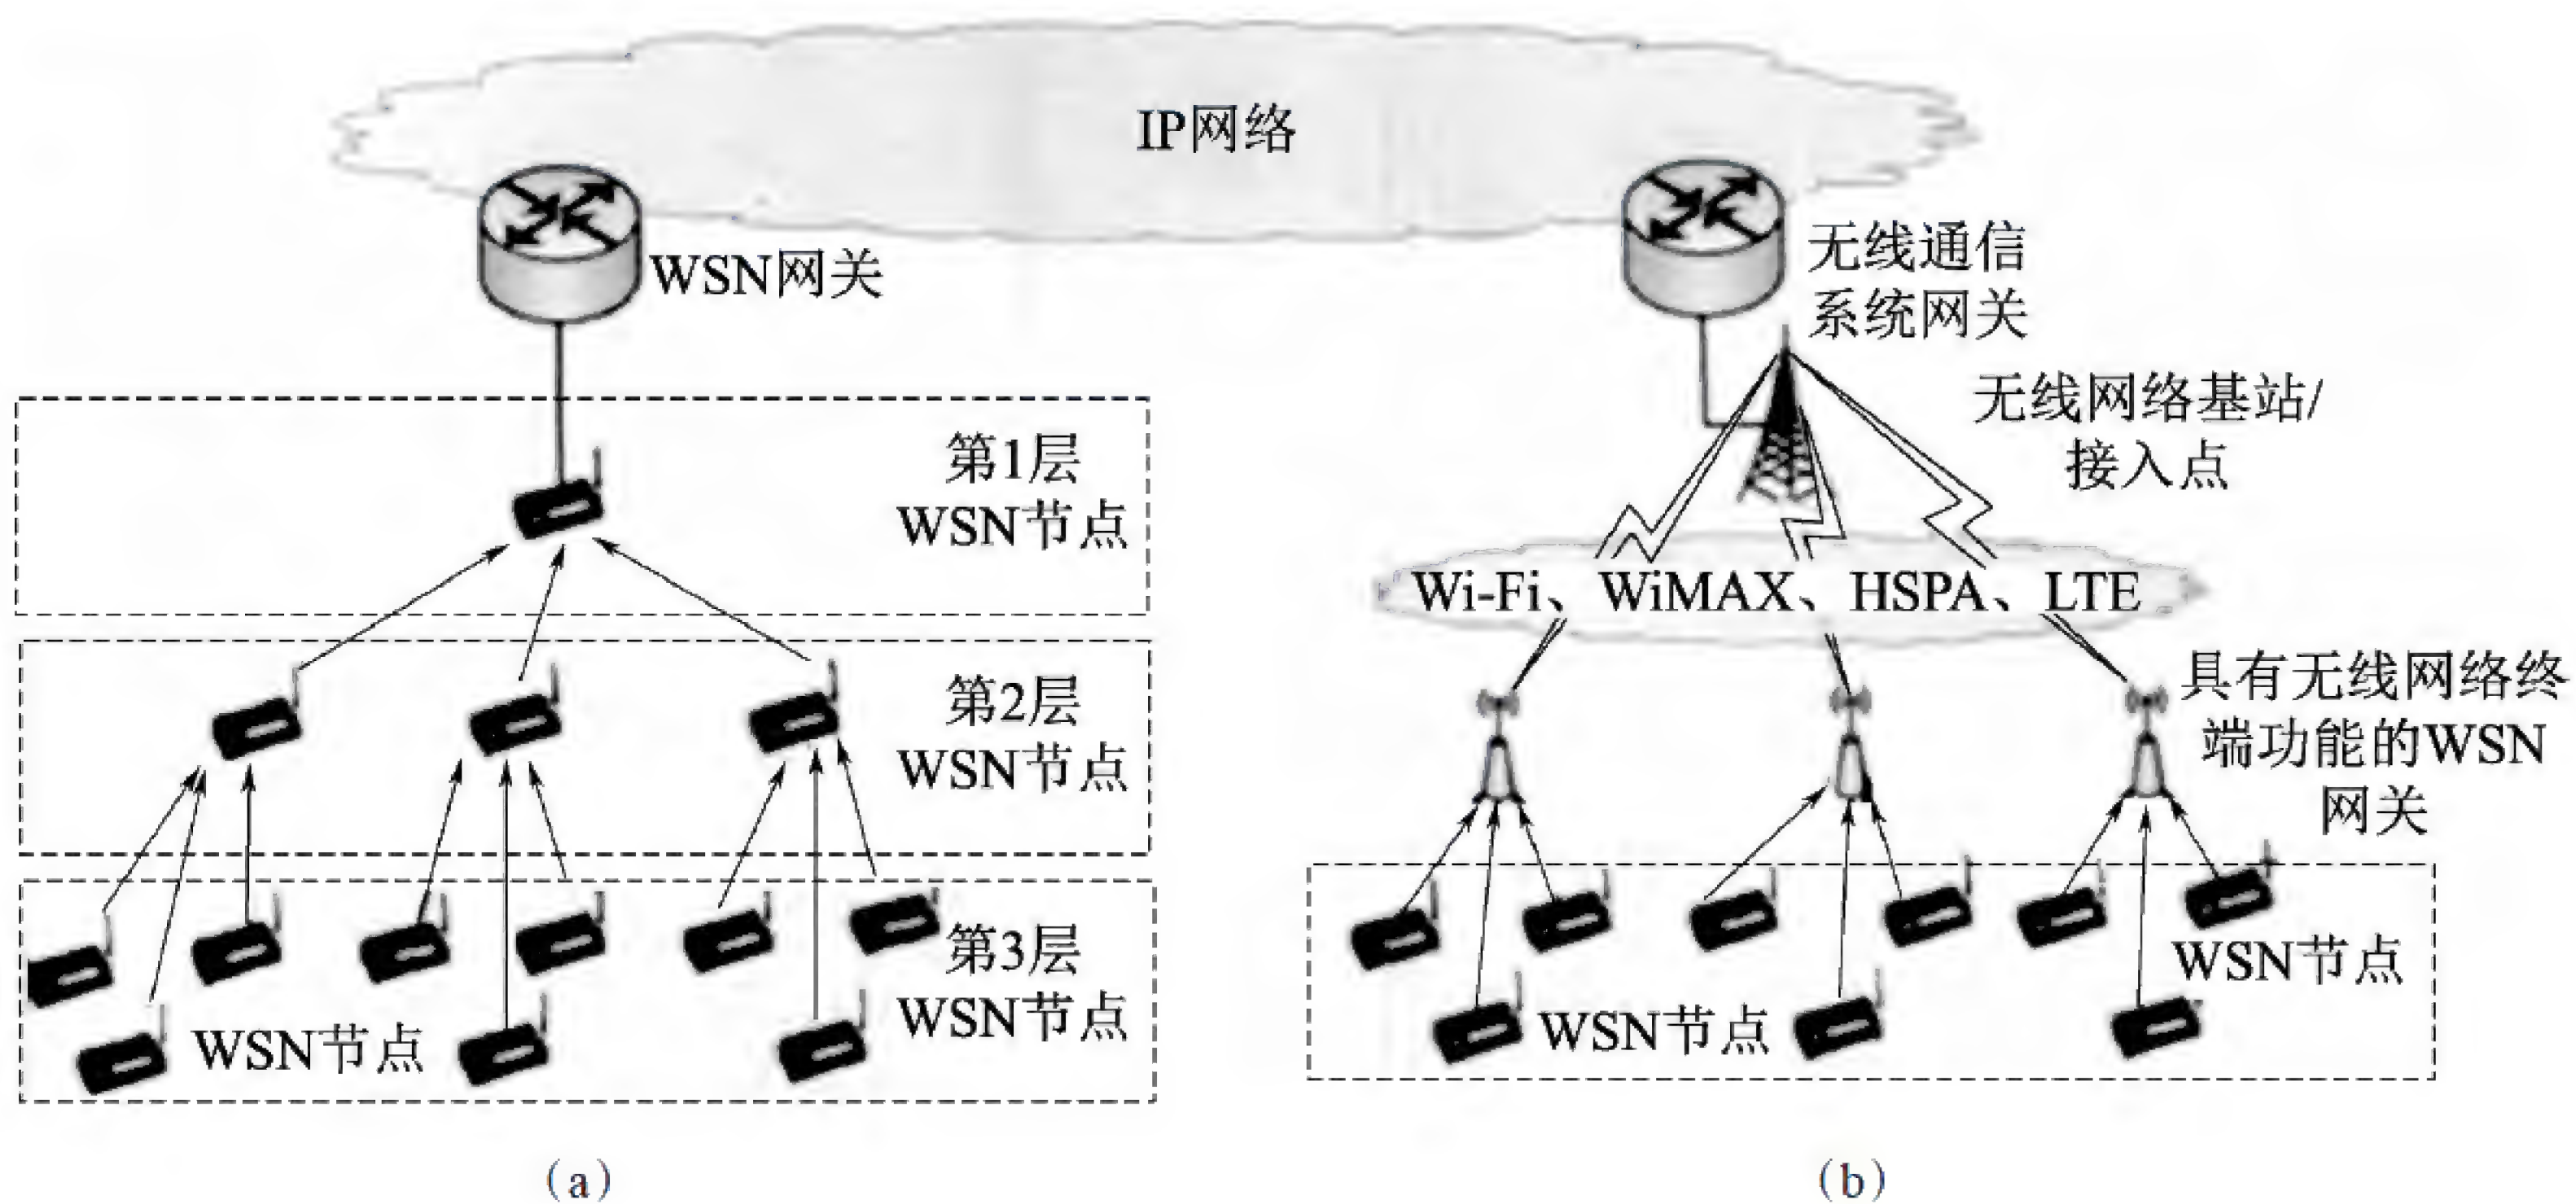 IP网络
WSN网关
第1层
WSN节点
第2层
WSN节点
第3层
WSN节点
WSN节点
(a)
无线通信
系统网关
无线网络基站/
接入点
Wi-Fi、WiMAX、HSPA、LTE
具有无线网络终
端功能的WSN
网关
WSN节点
WSN节点
(b)